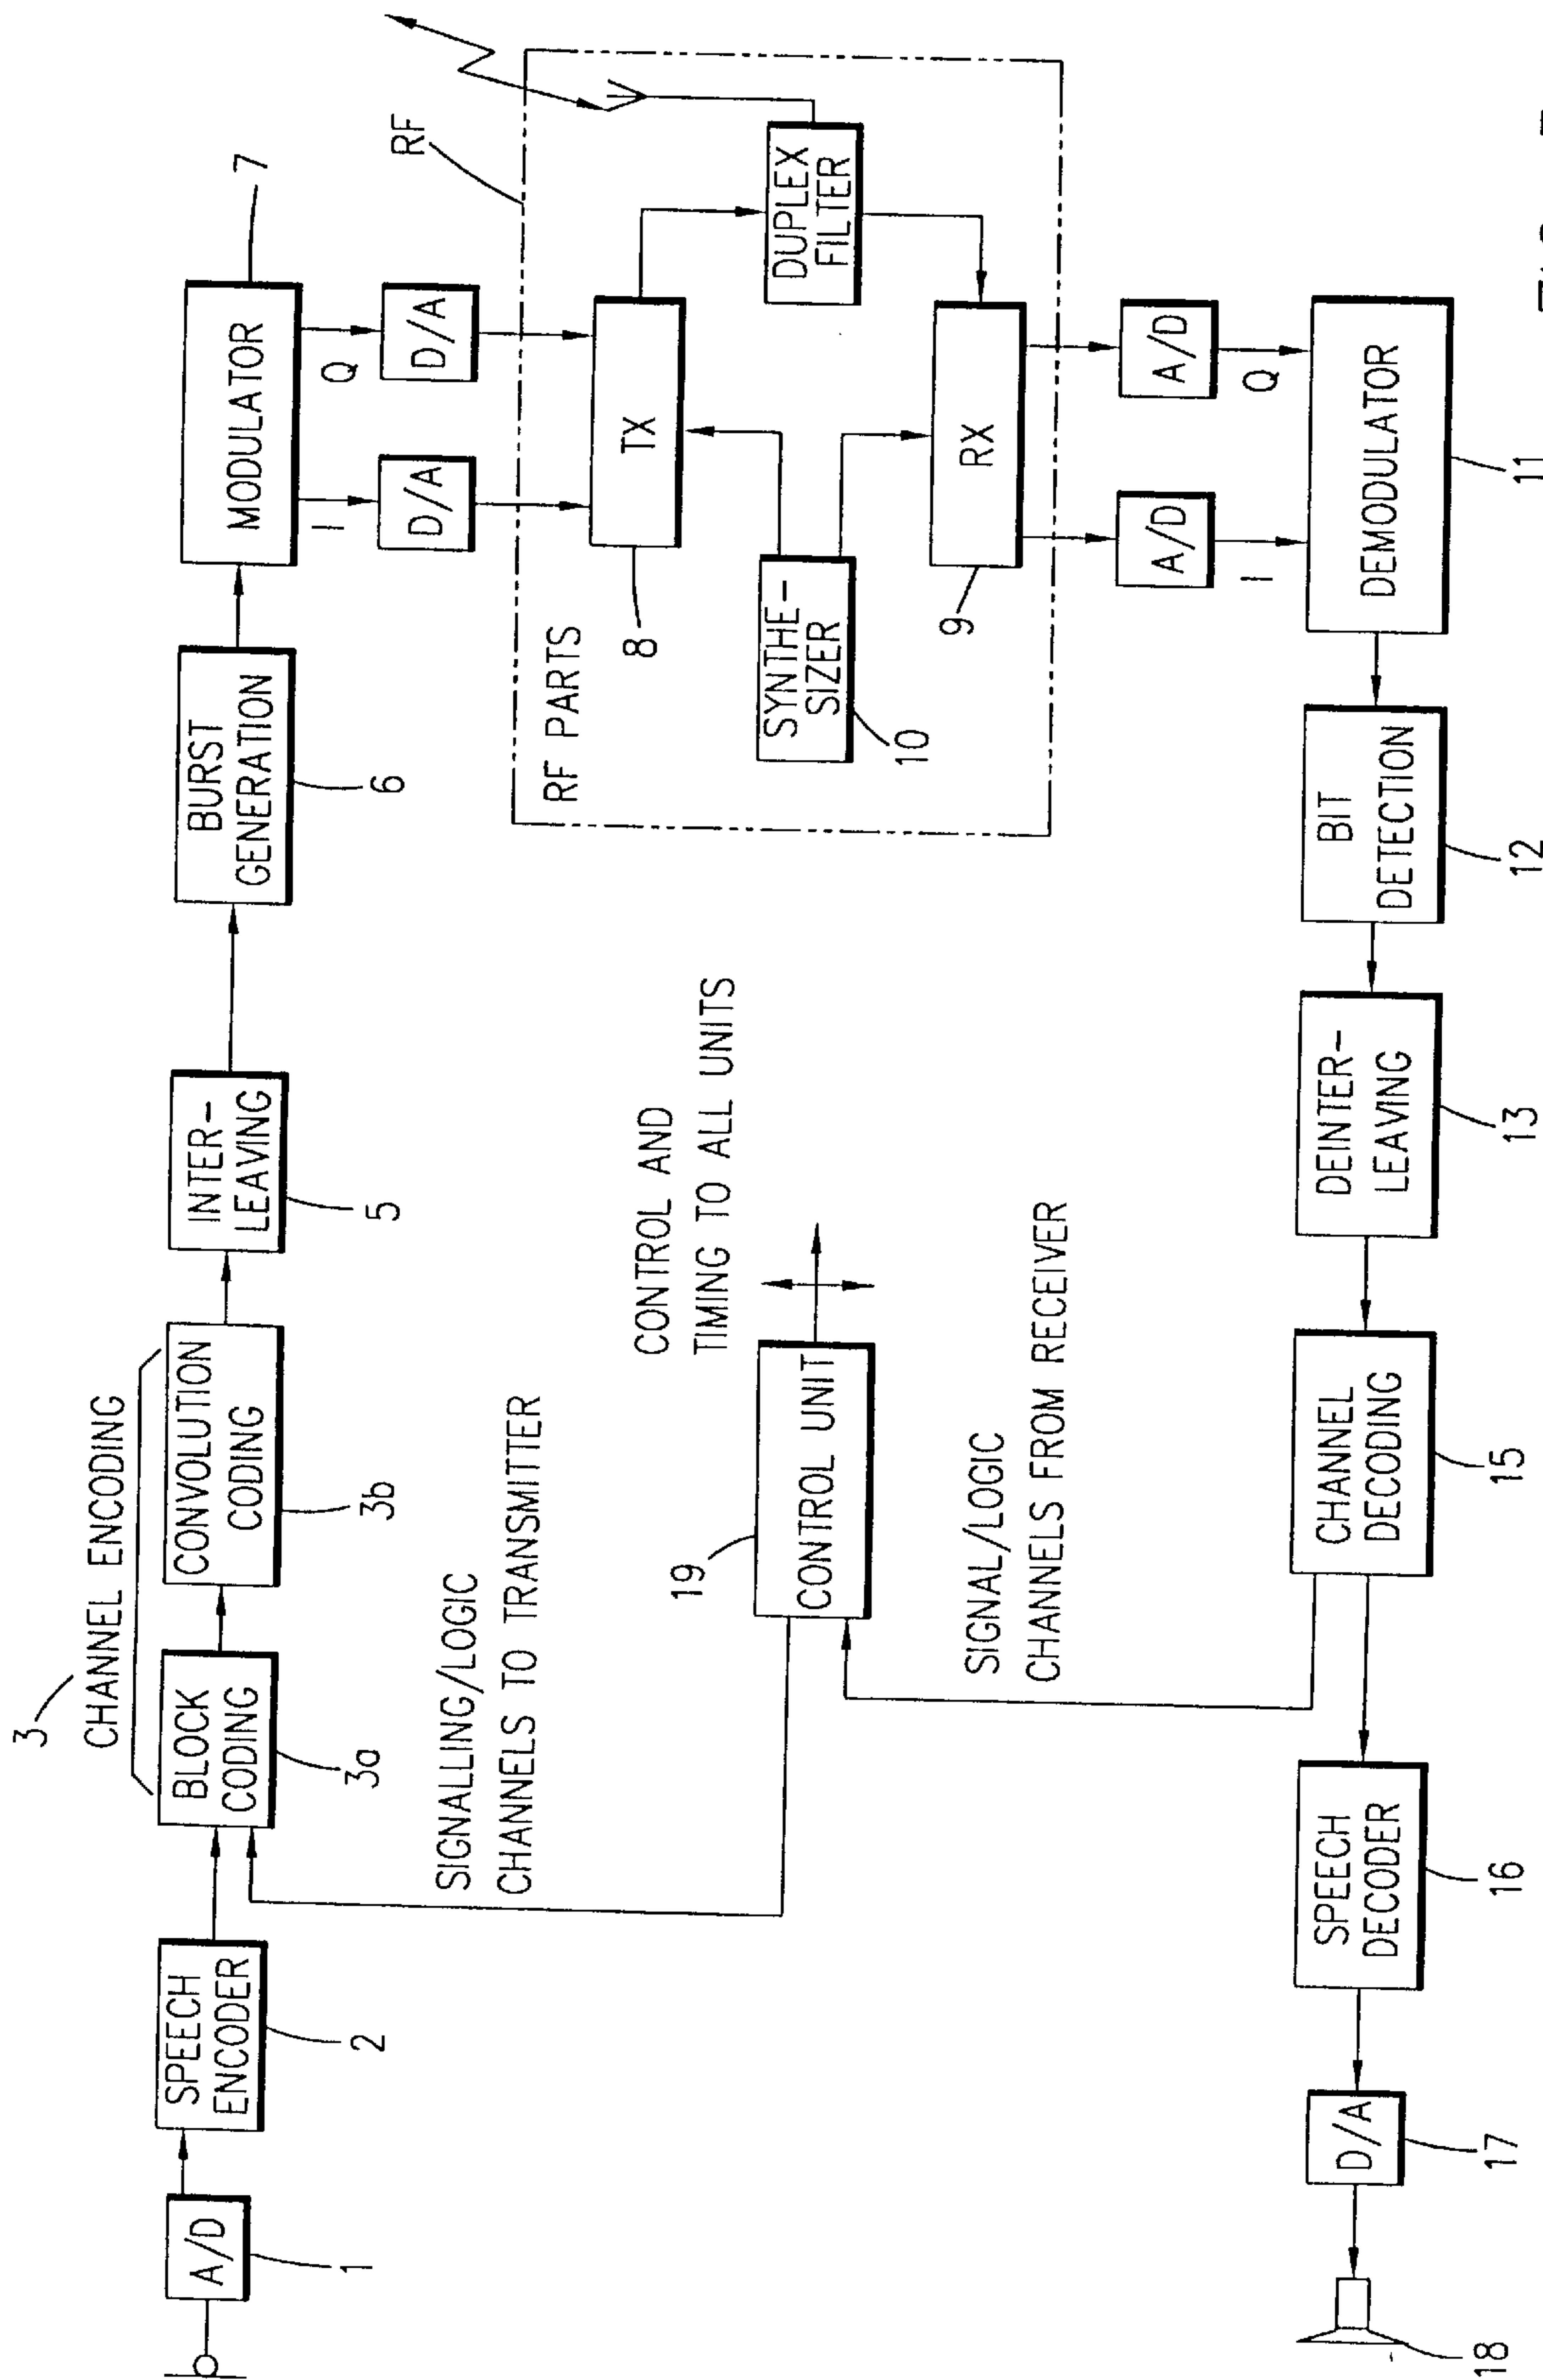 3
CHANNEL ENCODING
A/D
1
SPEECH
ENCODER
2
BLOCK
CODING
3a
CONVOLUTION
CODING
3b
INTER-
LEAVING
5
BURST
GENERATION
6
MODULATOR
7
I
Q
D/A
D/A
RF
RF PARTS
TX
8
SYNTHE-
SIZER
10
DUPLEX
FILTER
RX
9
SIGNALLING/LOGIC
CHANNELS TO TRANSMITTER
CONTROL AND
TIMING TO ALL UNITS
19
CONTROL UNIT
SIGNAL/LOGIC
CHANNELS FROM RECEIVER
A/D
A/D
I
Q
DEMODULATOR
11
BIT
DETECTION
12
DEINTER-
LEAVING
13
CHANNEL
DECODING
15
SPEECH
DECODER
16
D/A
17
18